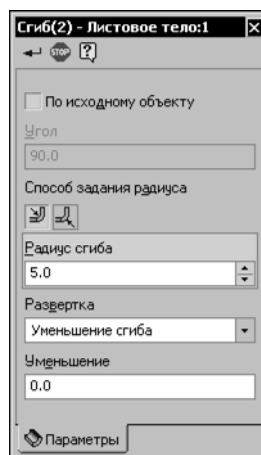 Сгиб(2) - Листовое тело:1
STOP ?
По исходному объекту
Угол
90.0
Способ задания радиуса
Радиус сгиба
5.0
Развертка
Уменьшение сгиба
Уменьшение
0.0
Параметры